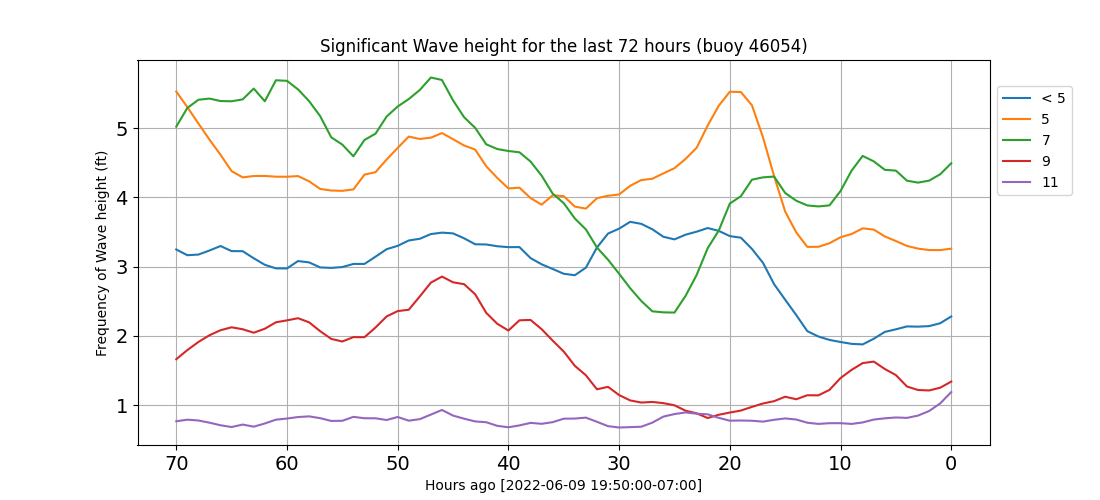 Significant Wave height for the last 72 hours (buoy 46054)
Frequency of Wave height (ft)
5
4
3
2
1
70 60 50 40 30 20 10 0
Hours ago [2022-06-09 19:50:00-07:00]
< 5
5
7
9
11